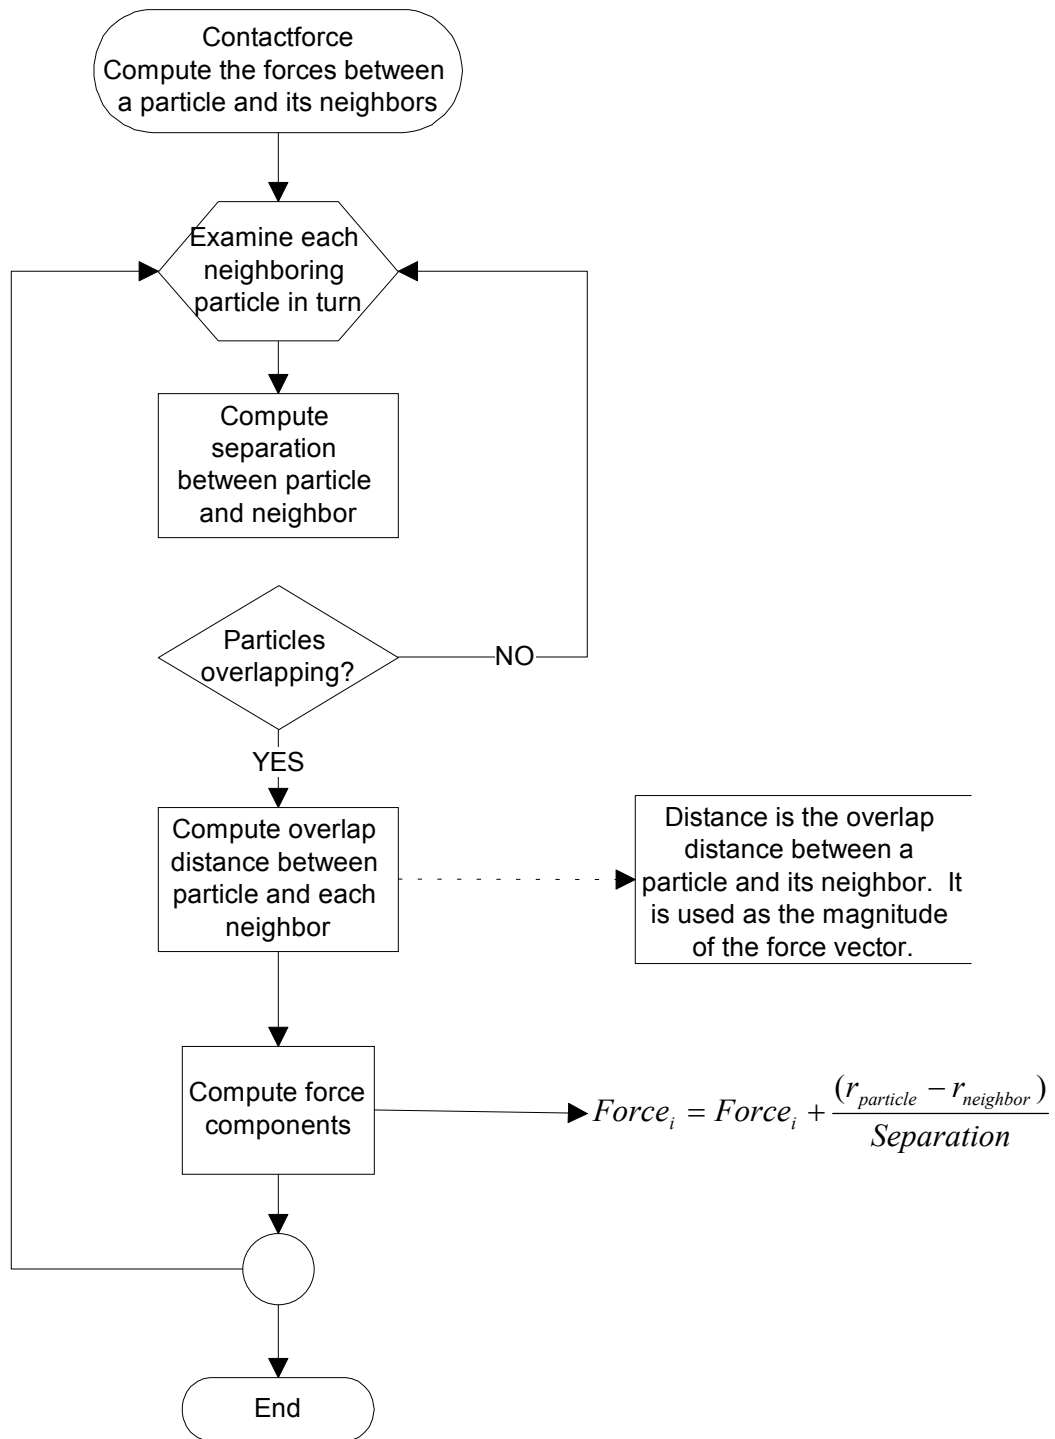 Contactforce
Compute the forces between
a particle and its neighbors
Examine each
neighboring
particle in turn
Compute
separation
between particle
and neighbor
Particles
overlapping?
NO
YES
Compute overlap
distance between
particle and each
neighbor
Distance is the overlap
distance between a
particle and its neighbor.  It
is used as the magnitude
of the force vector.
Compute force
components
Force_i = Force_i + (r_particle − r_neighbor) / Separation
End